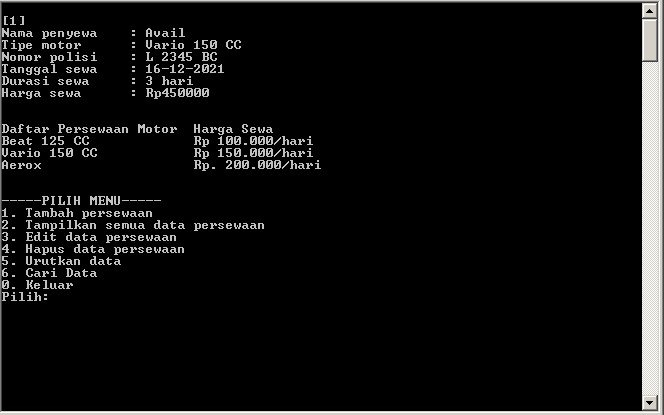 [1]
Nama penyewa    : Avail
Tipe motor      : Vario 150 CC
Nomor polisi    : L 2345 BC
Tanggal sewa    : 16-12-2021
Durasi sewa     : 3 hari
Harga sewa      : Rp450000
Daftar Persewaan Motor  Harga Sewa
Beat 125 CC             Rp 100.000/hari
Vario 150 CC            Rp 150.000/hari
Aerox                   Rp. 200.000/hari
-----PILIH MENU-----
1. Tambah persewaan
2. Tampilkan semua data persewaan
3. Edit data persewaan
4. Hapus data persewaan
5. Urutkan data
6. Cari Data
0. Keluar
Pilih: